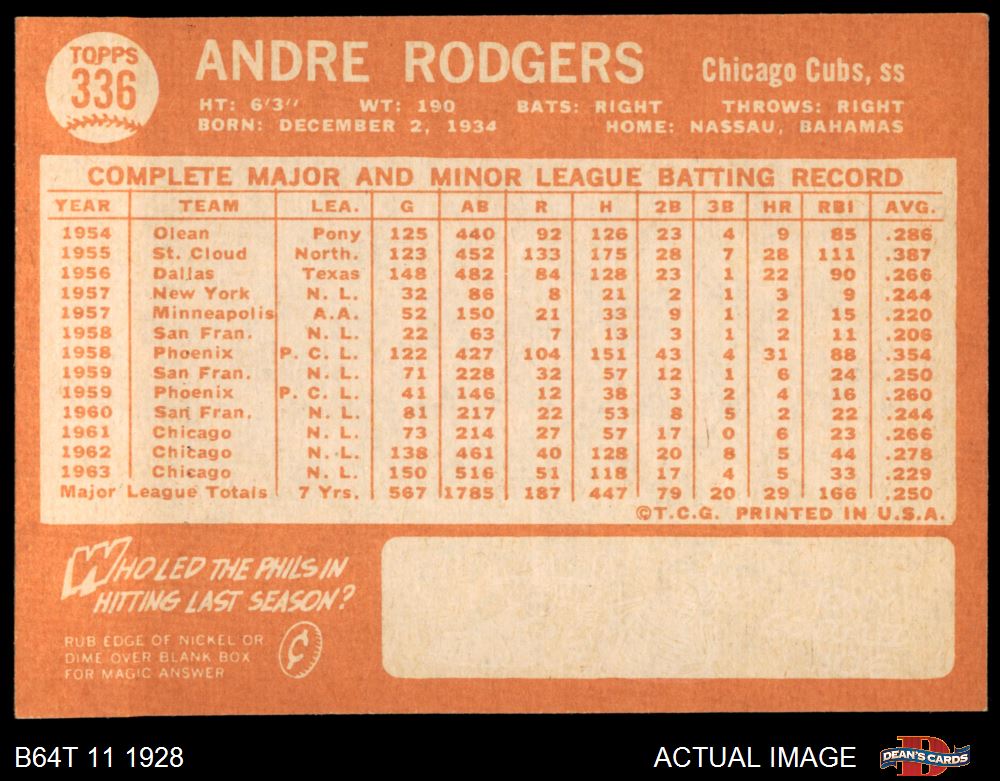 TOPPS
336
ANDRE RODGERS
Chicago Cubs, ss
HT: 6'3" WT: 190 BATS: RIGHT THROWS: RIGHT
BORN: DECEMBER 2, 1934 HOME: NASSAU, BAHAMAS
COMPLETE MAJOR AND MINOR LEAGUE BATTING RECORD
YEAR TEAM LEA. G AB R H 2B 3B HR RBI AVG.
1954 Olean Pony 125 440 92 126 23 4 9 85 .286
1955 St. Cloud North. 123 452 133 175 28 7 28 111 .387
1956 Dallas Texas 148 482 84 128 23 1 22 90 .266
1957 New York N. L. 32 86 8 21 2 1 3 9 .244
1957 Minneapolis A.A. 52 150 21 33 9 1 2 15 .220
1958 San Fran. N. L. 22 63 7 13 3 1 2 11 .206
1958 Phoenix P. C. L. 122 427 104 151 43 4 31 88 .354
1959 San Fran. N. L. 71 228 32 57 12 1 6 24 .250
1959 Phoenix P. C. L. 41 146 12 38 3 2 4 16 .260
1960 San Fran. N. L. 81 217 22 53 8 5 2 22 .244
1961 Chicago N. L. 73 214 27 57 17 0 6 23 .266
1962 Chicago N. L. 138 461 40 128 20 8 5 44 .278
1963 Chicago N. L. 150 516 51 118 17 4 5 33 .229
Major League Totals 7 Yrs. 567 1785 187 447 79 20 29 166 .250
©T.C.G. PRINTED IN U.S.A.
WHO LED THE PHILS IN
HITTING LAST SEASON?
RUB EDGE OF NICKEL OR
DIME OVER BLANK BOX
FOR MAGIC ANSWER
¢
B64T 11 1928
ACTUAL IMAGE
DEAN'S CARDS